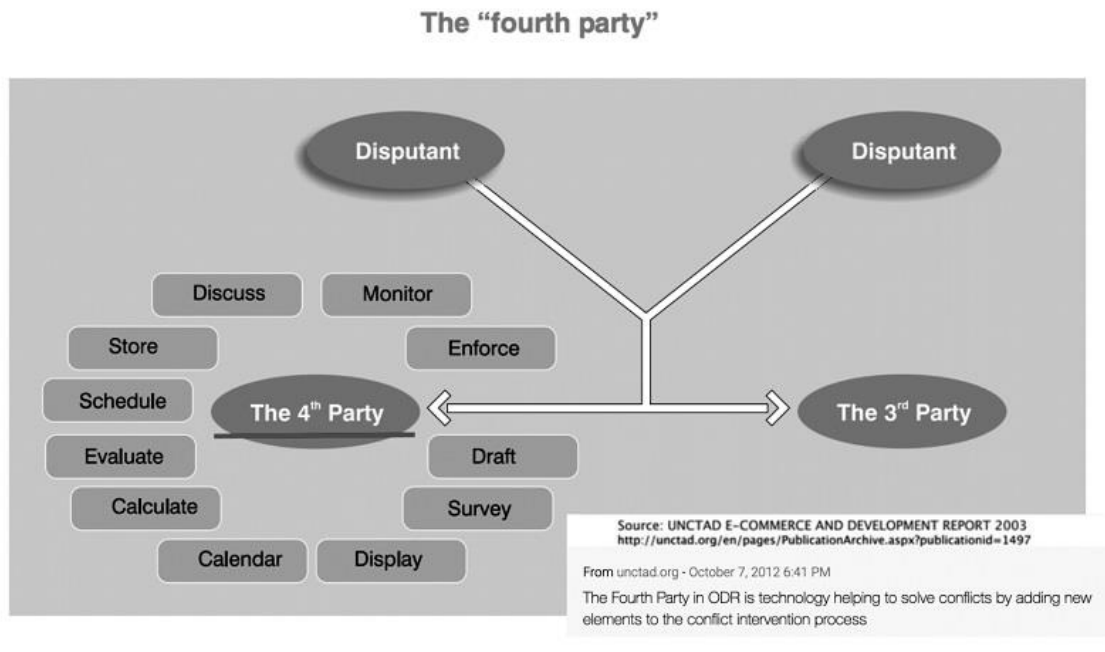 The “fourth party”
Disputant
Disputant
Discuss
Monitor
Store
Enforce
Schedule
The 4th Party
The 3rd Party
Evaluate
Draft
Calculate
Survey
Calendar
Display
Source: UNCTAD E-COMMERCE AND DEVELOPMENT REPORT 2003
http://unctad.org/en/pages/PublicationArchive.aspx?publicationid=1497
From unctad.org - October 7, 2012 6:41 PM
The Fourth Party in ODR is technology helping to solve conflicts by adding new
elements to the conflict intervention process